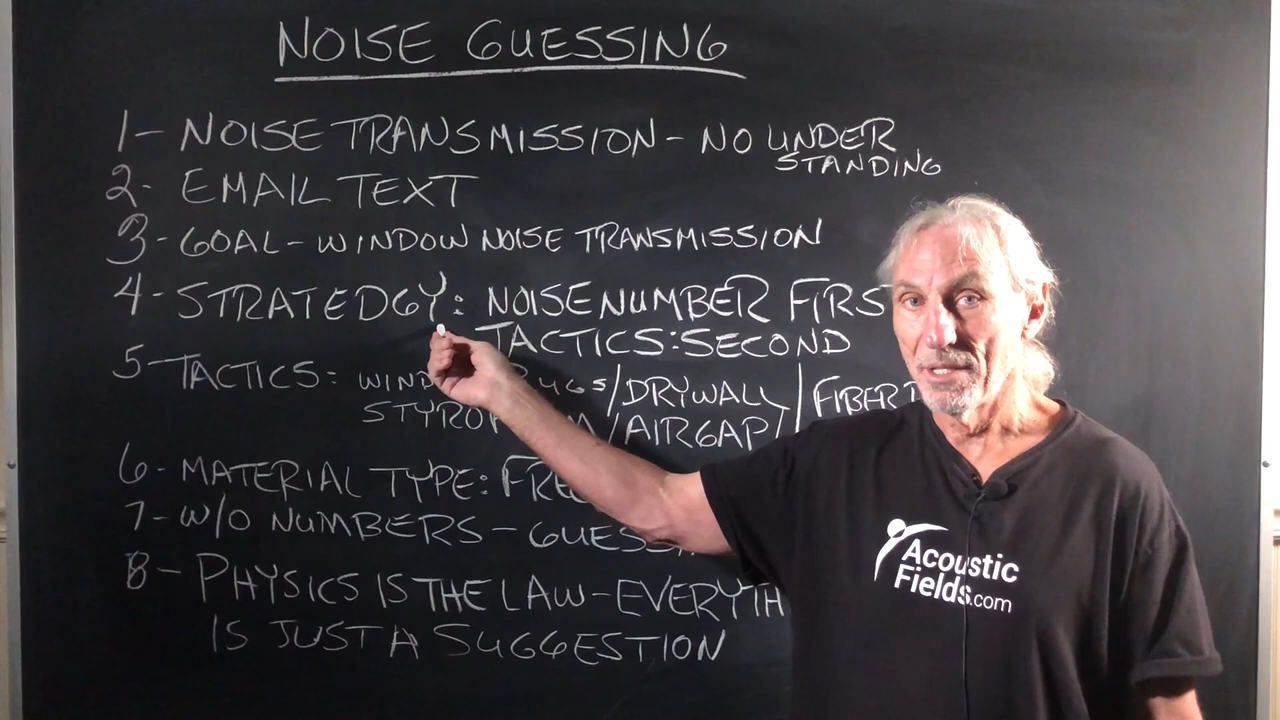 NOISE GUESSING
1- NOISE TRANSMISSION - NO UNDER
STANDING
2- EMAIL TEXT
3- GOAL - WINDOW NOISE TRANSMISSION
4- STRATEDGY: NOISE NUMBER FIRS
TACTICS: SECOND
5- TACTICS: /DRYWALL/FIBER
/AIRGAP/
6- MATERIAL TYPE:
7- W/O NUMBERS -
8- PHYSICS IS THE LAW - EVERYTH
IS JUST A SUGGESTION
Acoustic
Fields.com